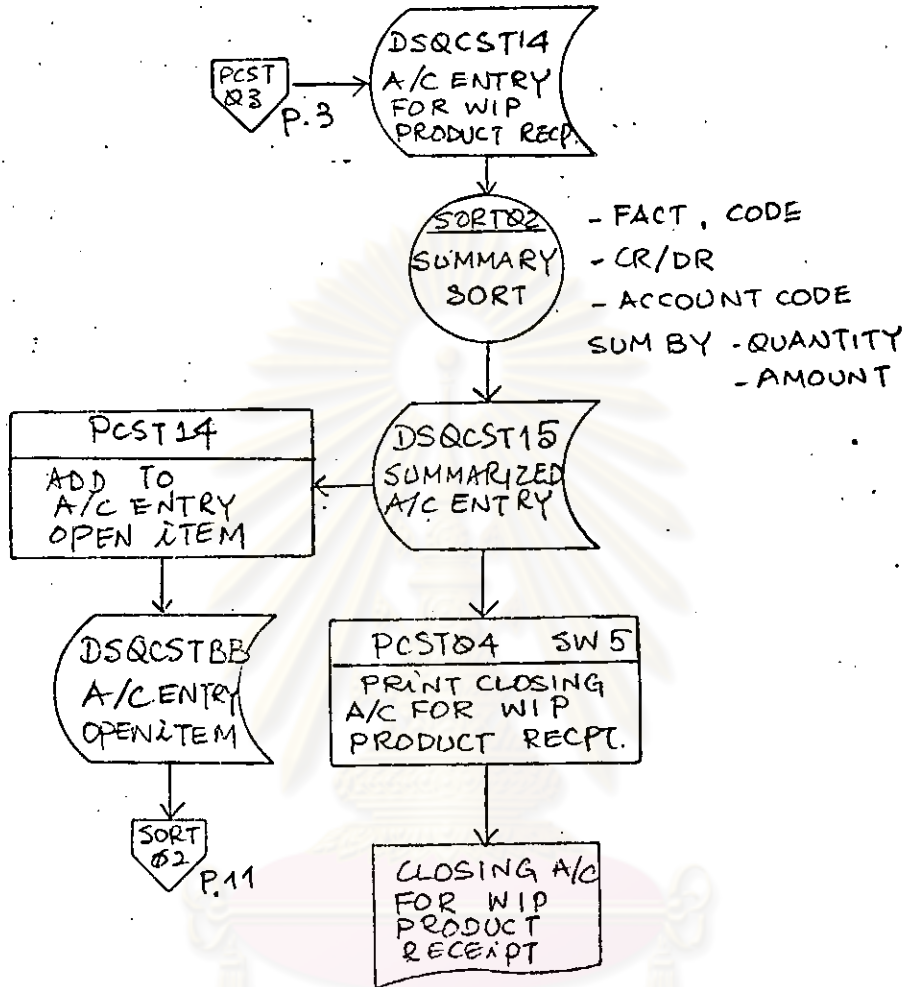 PCST
Ø3
P.3
DSQCST14
A/C ENTRY
FOR WIP
PRODUCT RECP.
SORTØ2
SUMMARY
SORT
- FACT. CODE
- CR/DR
- ACCOUNT CODE
SUM BY - QUANTITY
- AMOUNT
PCST14
ADD TO
A/C ENTRY
OPEN ITEM
DSQCST15
SUMMARIZED
A/C ENTRY
DSQCSTBB
A/C ENTRY
OPEN ITEM
PCSTØ4 SW 5
PRINT CLOSING
A/C FOR WIP
PRODUCT RECPT.
SORT
Ø2
P.11
CLOSING A/C
FOR WIP
PRODUCT
RECEIPT